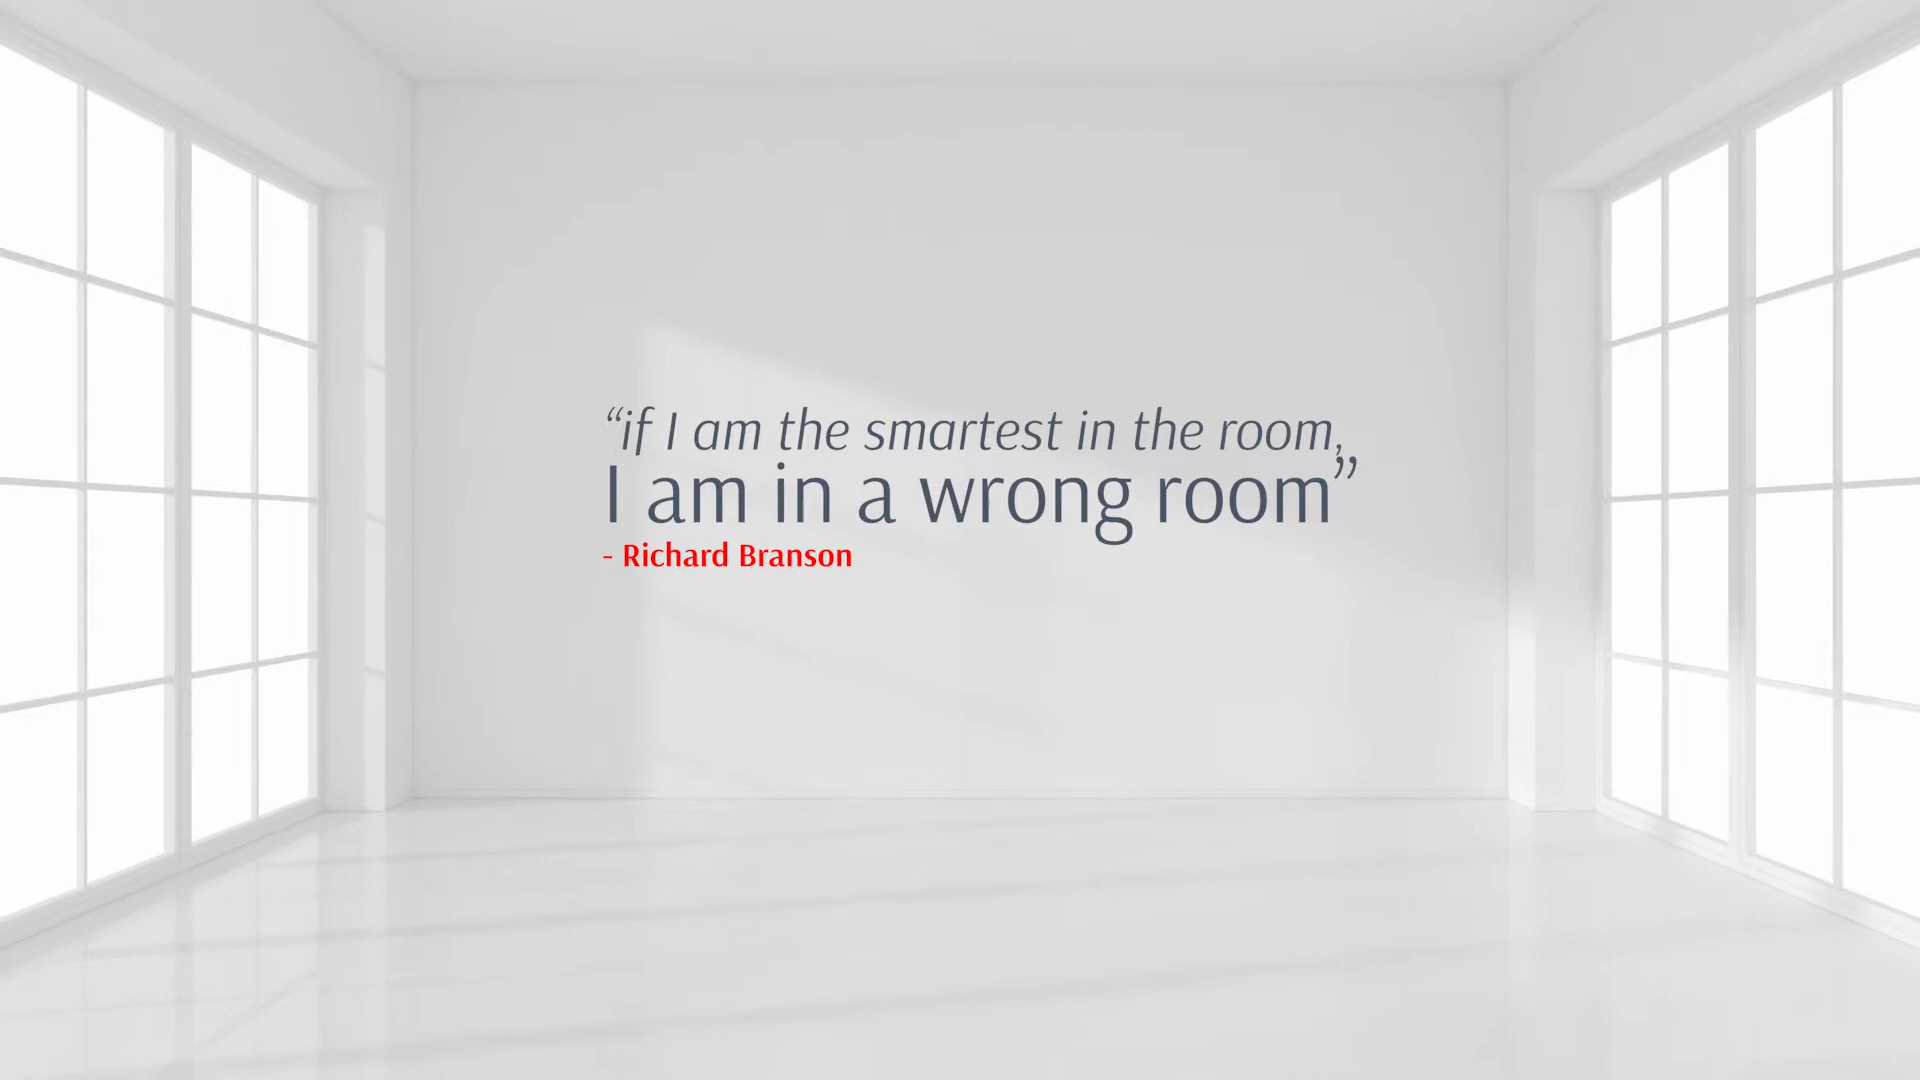 “if I am the smartest in the room,
I am in a wrong room”
- Richard Branson